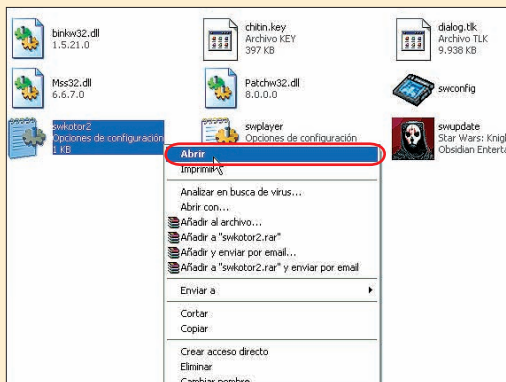 binkw32.dll
1.5.21.0
chitin.key
Archivo KEY
397 KB
dialog.tlk
Archivo TLK
9.938 KB
Mss32.dll
6.6.7.0
Patchw32.dll
8.0.0.0
swconfig
swkotor2
Opciones de configuración
1 KB
swplayer
Opciones de configuración
swupdate
Star Wars: Knigh
Obsidian Enterta
Abrir
Imprimir
Analizar en busca de virus...
Abrir con...
Añadir al archivo...
Añadir a "swkotor2.rar"
Añadir y enviar por email...
Añadir a "swkotor2.rar" y enviar por email
Enviar a
Cortar
Copiar
Crear acceso directo
Eliminar
Cambiar nombre